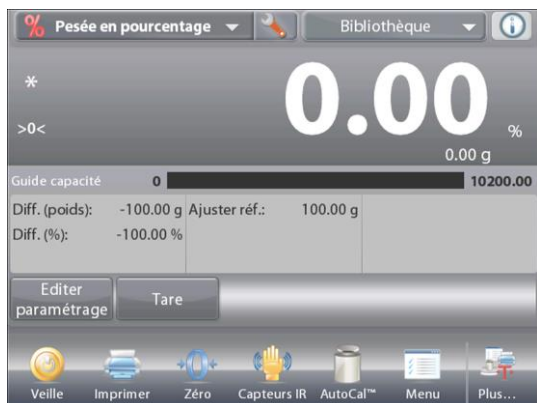 % Pesée en pourcentage Bibliothèque i
*
>0< 0.00 %
0.00 g
Guide capacité 0 10200.00
Diff. (poids): -100.00 g Ajuster réf.: 100.00 g
Diff. (%): -100.00 %
Editer paramétrage Tare
→0← 
Veille Imprimer Zéro Capteurs IR AutoCal™ Menu Plus...